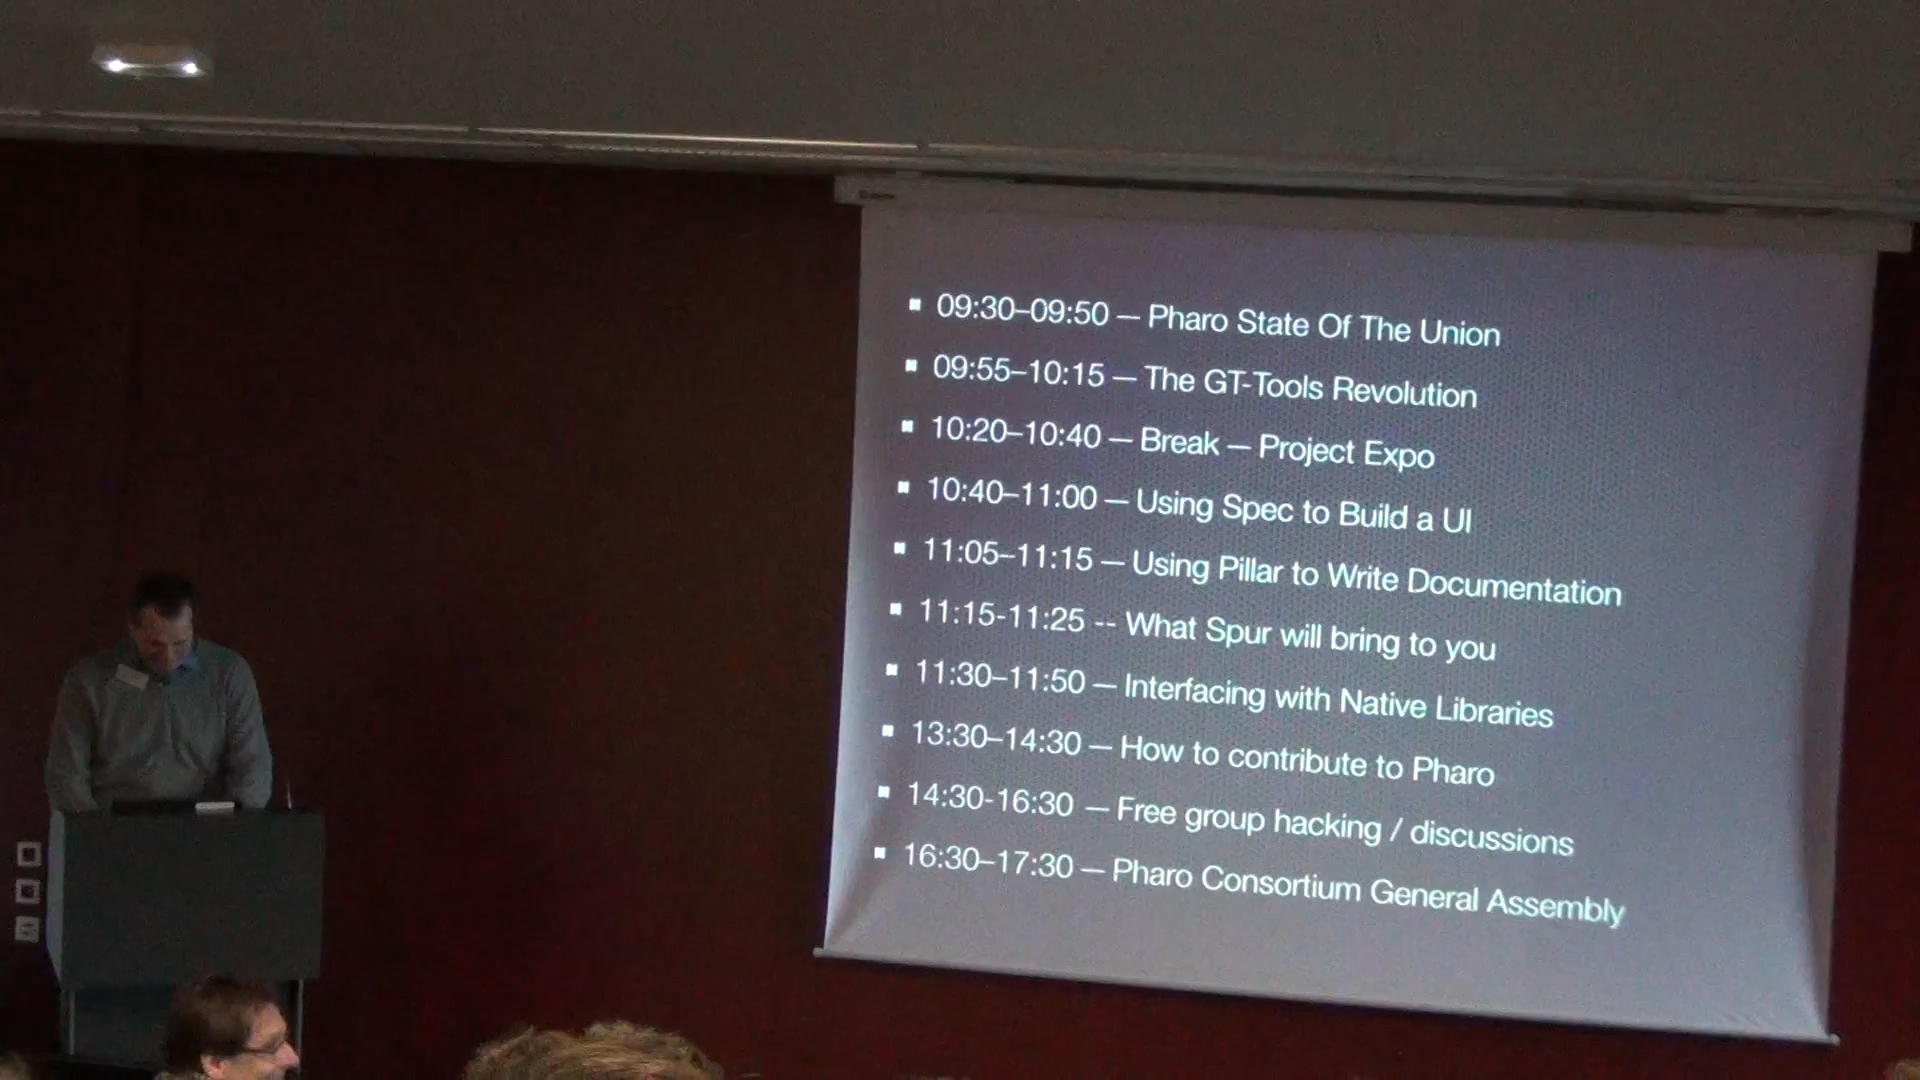 09:30–09:50 — Pharo State Of The Union
09:55–10:15 — The GT-Tools Revolution
10:20–10:40 — Break — Project Expo
10:40–11:00 — Using Spec to Build a UI
11:05–11:15 — Using Pillar to Write Documentation
11:15-11:25 -- What Spur will bring to you
11:30–11:50 — Interfacing with Native Libraries
13:30–14:30 — How to contribute to Pharo
14:30-16:30 — Free group hacking / discussions
16:30–17:30 — Pharo Consortium General Assembly